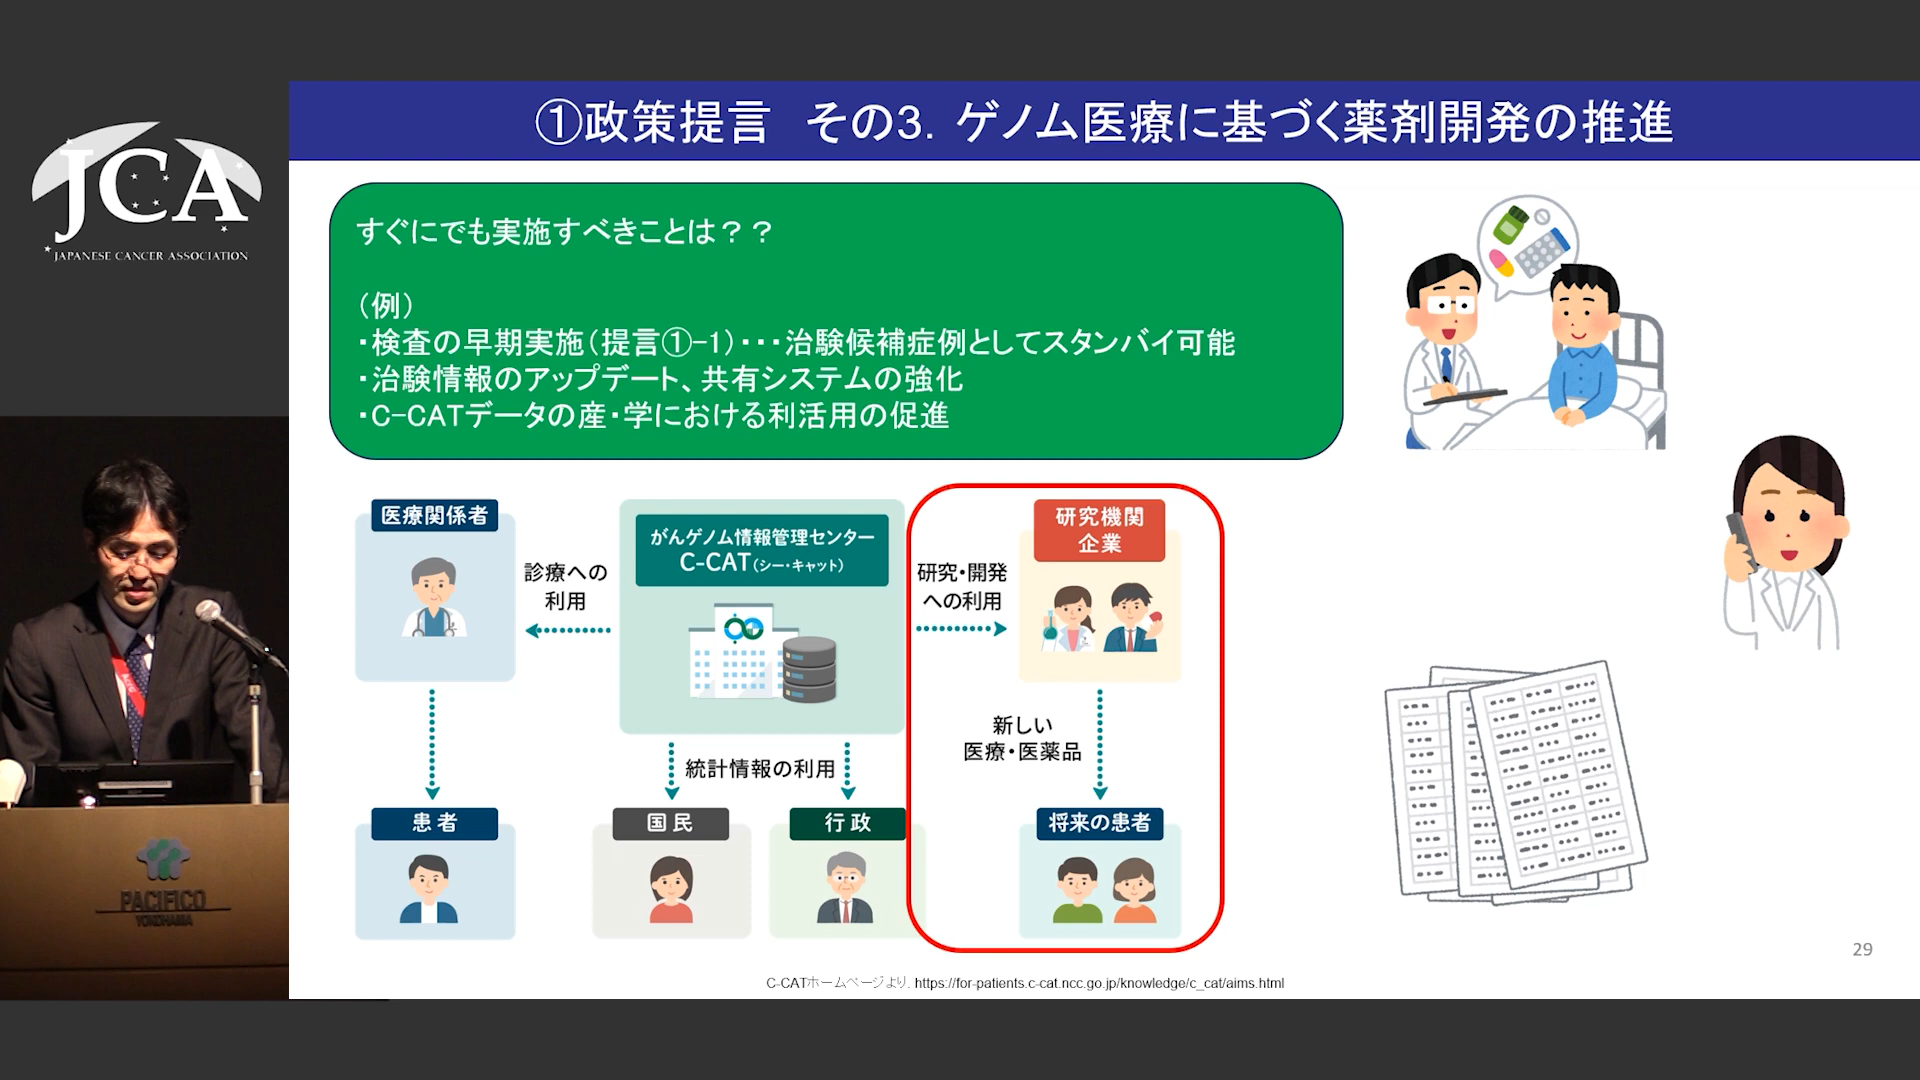 ①政策提言　その3．ゲノム医療に基づく薬剤開発の推進
JCA
JAPANESE CANCER ASSOCIATION
すぐにでも実施すべきことは？？
（例）
・検査の早期実施（提言①-1）・・・治験候補症例としてスタンバイ可能
・治験情報のアップデート、共有システムの強化
・C-CATデータの産・学における利活用の促進
医療関係者
診療への
利用
がんゲノム情報管理センター
C-CAT（シー・キャット）
研究・開発
への利用
研究機関
企業
統計情報の利用
新しい
医療・医薬品
患者
国民
行政
将来の患者
PACIFICO
YOKOHAMA
29
C-CATホームページより. https://for-patients.c-cat.ncc.go.jp/knowledge/c_cat/aims.html